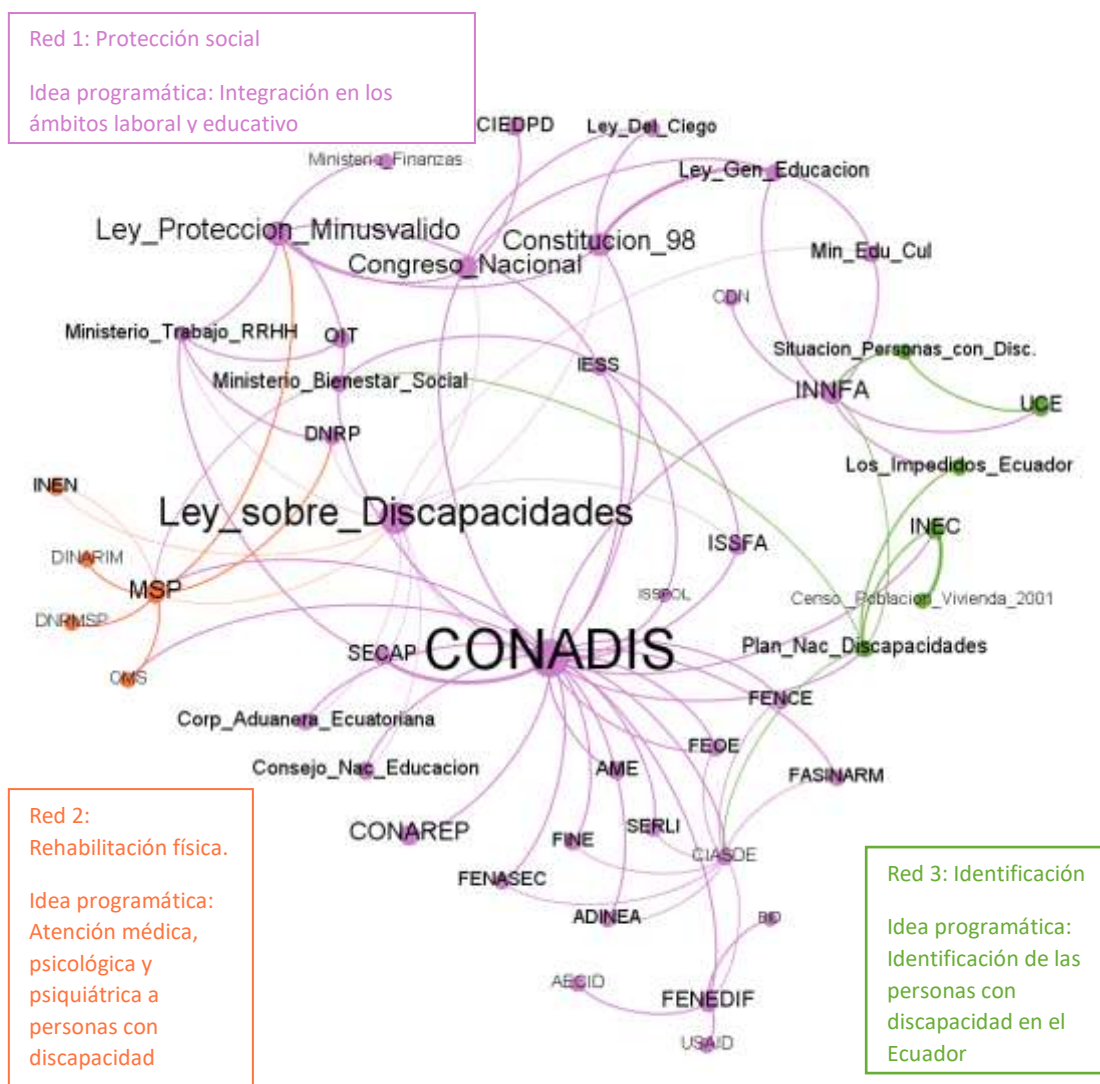 Red 1: Protección social
Idea programática: Integración en los
ámbitos laboral y educativo
CIEDPD
Ley_Del_Ciego
Ministerio_Finanzas
Ley_Gen_Educacion
Ley_Proteccion_Minusvalido
Constitucion_98
Congreso_Nacional
Min_Edu_Cul
CDN
Ministerio_Trabajo_RRHH
OIT
Situacion_Personas_con_Disc.
IESS
Ministerio_Bienestar_Social
INNFA
UCE
DNRP
Los_Impedidos_Ecuador
INEN
Ley_sobre_Discapacidades
INEC
ISSFA
DINARIM
MSP
ISSPOL
Censo_Poblacion_Vivienda_2001
DNRMSP
SECAP
CONADIS
Plan_Nac_Discapacidades
OMS
FENCE
Corp_Aduanera_Ecuatoriana
FEOE
Consejo_Nac_Educacion
AME
FASINARM
CONAREP
FINE
SERLI
CIASDE
FENASEC
ADINEA
BID
AECID
FENEDIF
USAID
Red 2:
Rehabilitación física.
Idea programática:
Atención médica,
psicológica y
psiquiátrica a
personas con
discapacidad
Red 3: Identificación
Idea programática:
Identificación de las
personas con
discapacidad en el
Ecuador